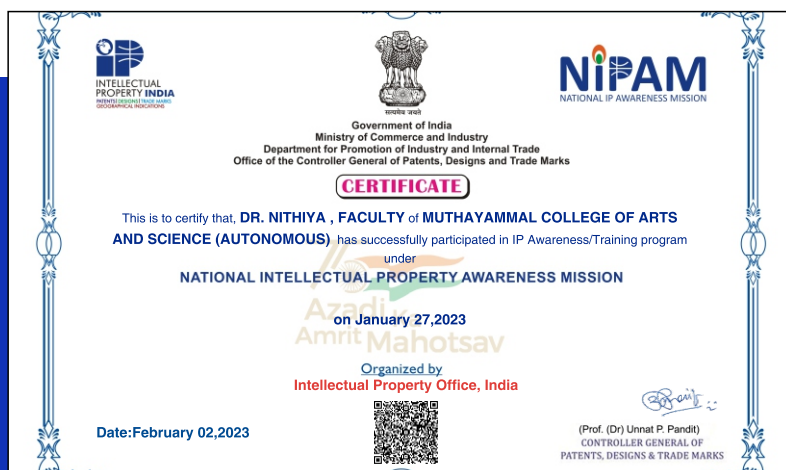 INTELLECTUAL
PROPERTY INDIA
PATENTS | DESIGNS | TRADE MARKS
GEOGRAPHICAL INDICATIONS
सत्यमेव जयते
NIPAM
NATIONAL IP AWARENESS MISSION
Government of India
Ministry of Commerce and Industry
Department for Promotion of Industry and Internal Trade
Office of the Controller General of Patents, Designs and Trade Marks
CERTIFICATE
This is to certify that, DR. NITHIYA , FACULTY of MUTHAYAMMAL COLLEGE OF ARTS
AND SCIENCE (AUTONOMOUS) has successfully participated in IP Awareness/Training program
under
NATIONAL INTELLECTUAL PROPERTY AWARENESS MISSION
Azadi Ka
on January 27,2023
Amrit Mahotsav
Organized by
Intellectual Property Office, India
Date:February 02,2023
(Prof. (Dr) Unnat P. Pandit)
CONTROLLER GENERAL OF
PATENTS, DESIGNS & TRADE MARKS